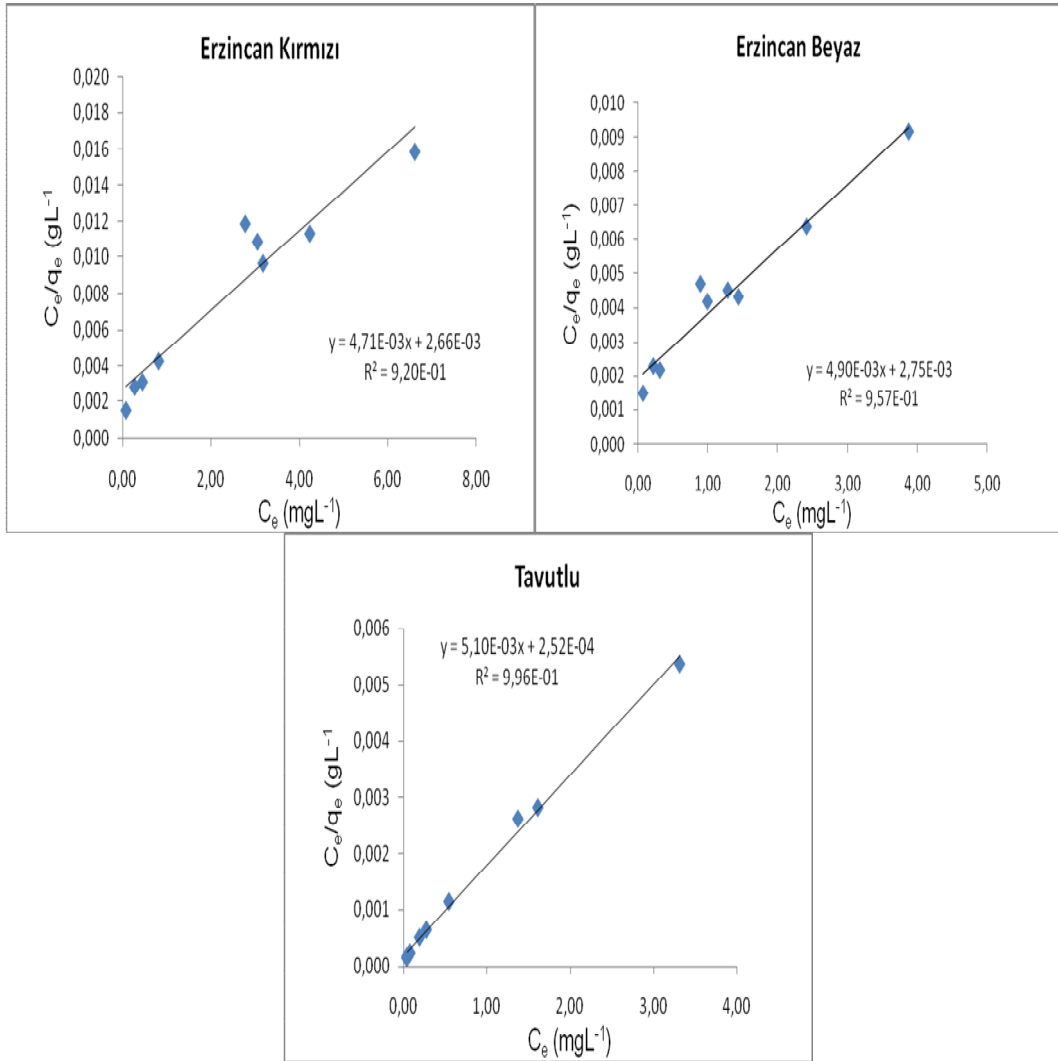 Erzincan Kırmızı
0,020
0,018
0,016
0,014
0,012
0,010
0,008
0,006
0,004
0,002
0,000
Ce/qe (gL-1)
y = 4,71E-03x + 2,66E-03
R² = 9,20E-01
0,00 2,00 4,00 6,00 8,00
Ce (mgL-1)
Erzincan Beyaz
0,010
0,009
0,008
0,007
0,006
0,005
0,004
0,003
0,002
0,001
0,000
Ce/qe (gL-1)
y = 4,90E-03x + 2,75E-03
R² = 9,57E-01
0,00 1,00 2,00 3,00 4,00 5,00
Ce (mgL-1)
Tavutlu
0,006
0,005
0,004
0,003
0,002
0,001
0,000
Ce/qe (gL-1)
y = 5,10E-03x + 2,52E-04
R² = 9,96E-01
0,00 1,00 2,00 3,00 4,00
Ce (mgL-1)